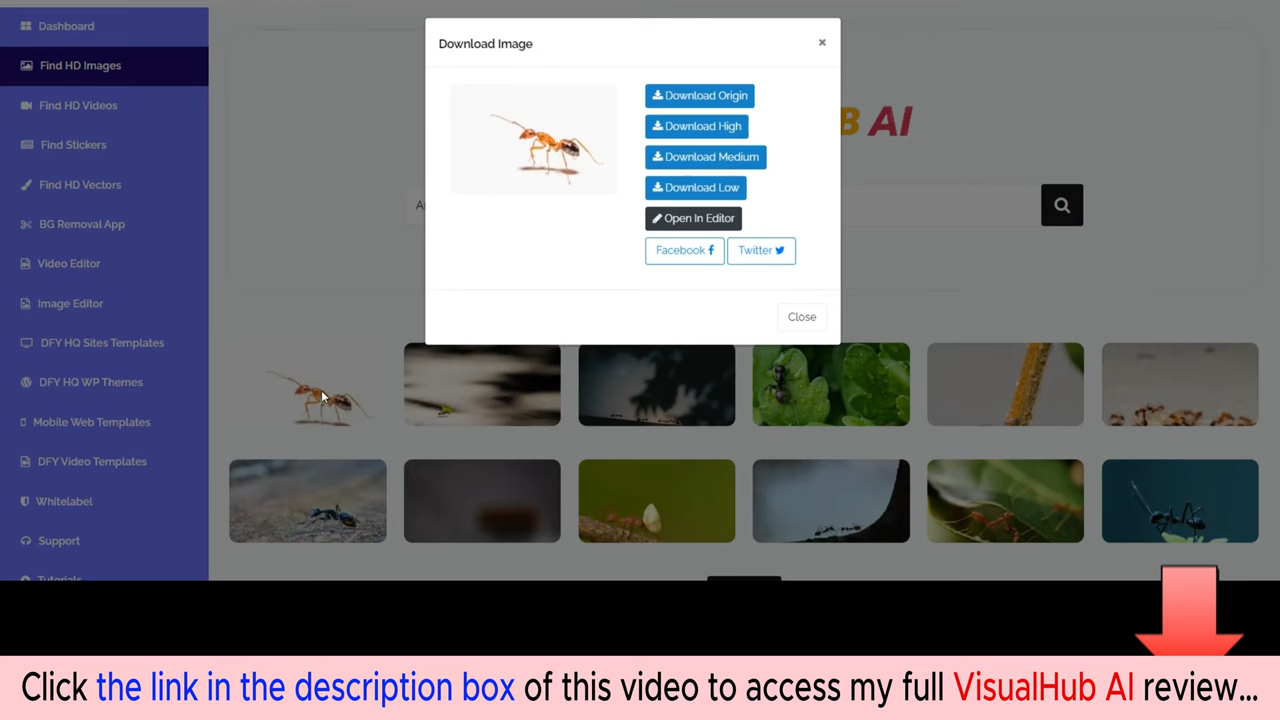 Dashboard
Find HD Images
Find HD Videos
Find Stickers
Find HD Vectors
BG Removal App
Video Editor
Image Editor
DFY HQ Sites Templates
DFY HQ WP Themes
Mobile Web Templates
DFY Video Templates
Whitelabel
Support
Tutorials
Download Image
×
Download Origin
Download High
Download Medium
Download Low
Open In Editor
Facebook
Twitter
Close
B AI
Click the link in the description box of this video to access my full VisualHub AI review...